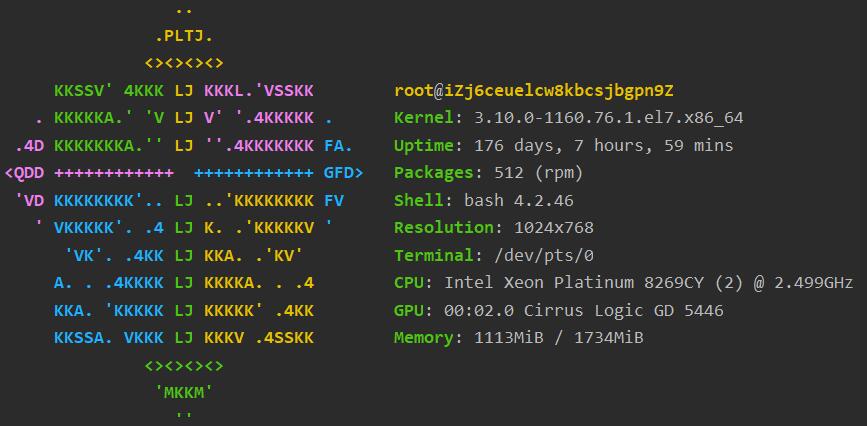 ..
.PLTJ.
<><><><>
KKSSV' 4KKK LJ KKKL.'VSSKK root@iZj6ceuelcw8kbcsjbgpn9Z
. KKKKKA.' 'V LJ V' '.4KKKKK . Kernel: 3.10.0-1160.76.1.el7.x86_64
.4D KKKKKKKA.'' LJ ''.4KKKKKKK FA. Uptime: 176 days, 7 hours, 59 mins
<QDD ++++++++++++ ++++++++++++ GFD> Packages: 512 (rpm)
'VD KKKKKKKK'.. LJ ..'KKKKKKKK FV Shell: bash 4.2.46
' VKKKKK'. .4 LJ K. .'KKKKKV ' Resolution: 1024x768
'VK'. .4KK LJ KKA. .'KV' Terminal: /dev/pts/0
A. . .4KKKK LJ KKKKA. . .4 CPU: Intel Xeon Platinum 8269CY (2) @ 2.499GHz
KKA. 'KKKKK LJ KKKKK' .4KK GPU: 00:02.0 Cirrus Logic GD 5446
KKSSA. VKKK LJ KKKV .4SSKK Memory: 1113MiB / 1734MiB
<><><><>
'MKKM'
''